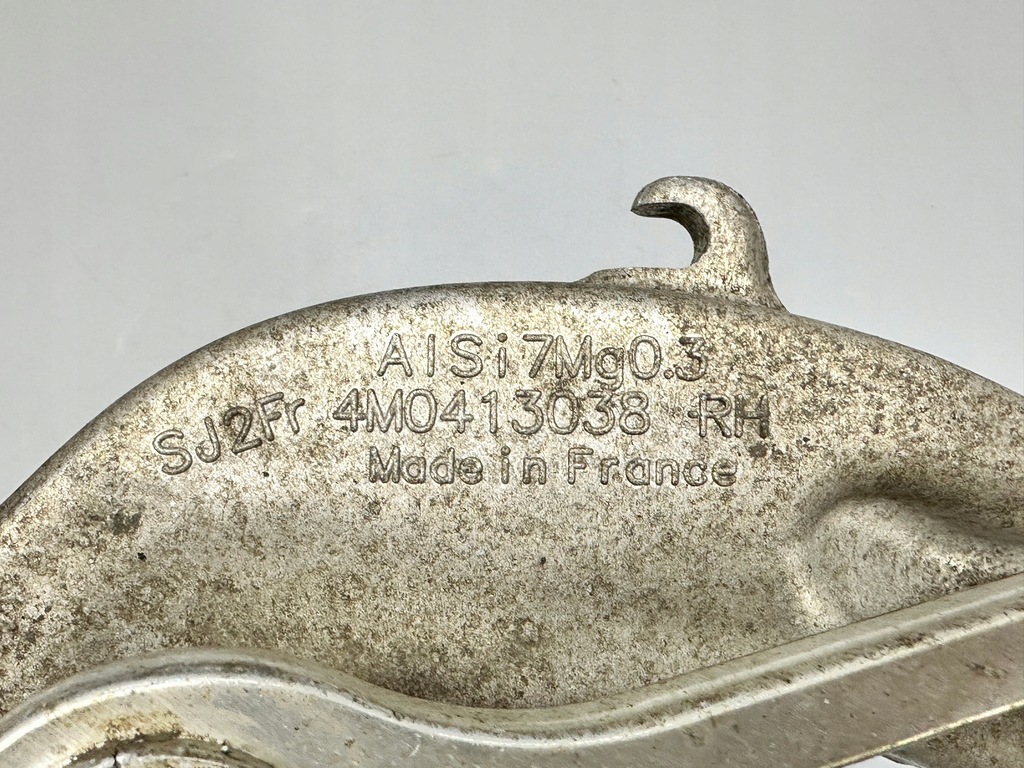 AlSi7Mg0.3
SJ2Fr 4M0413038 RH
Made in France